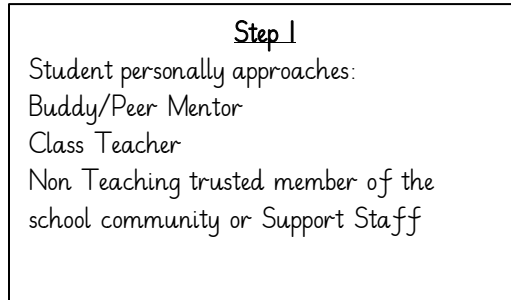 Step 1
Student personally approaches:
Buddy/Peer Mentor
Class Teacher
Non Teaching trusted member of the
school community or Support Staff